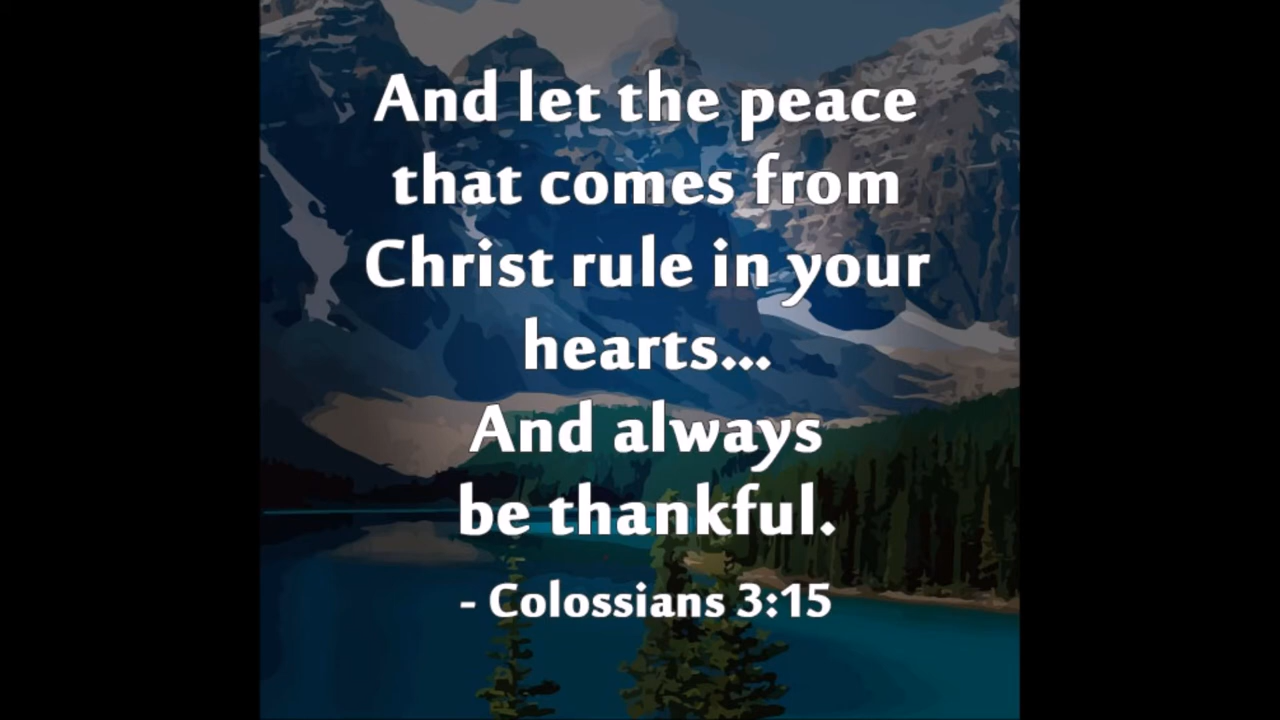 And let the peace
that comes from
Christ rule in your
hearts...
And always
be thankful.
- Colossians 3:15